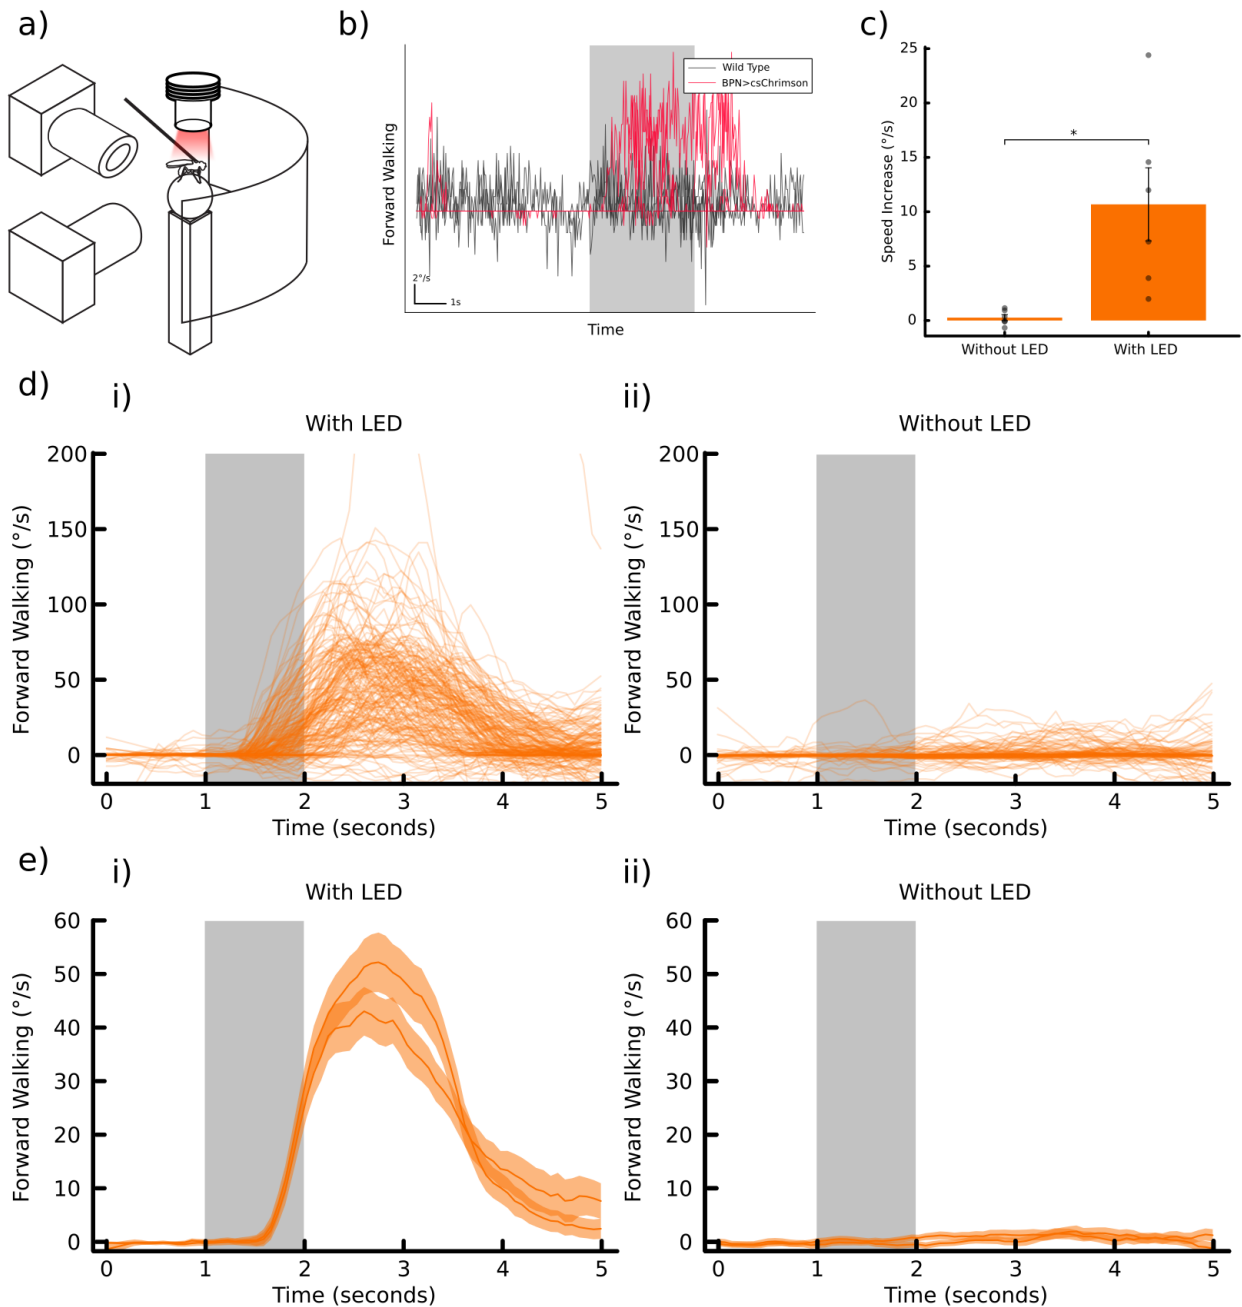 a)
b)
Forward Walking
Wild Type
BPN>csChrimson
2°/s
1s
Time
c)
Speed Increase (°/s)
25
20
15
10
5
0
*
Without LED
With LED
d)
i)
With LED
Forward Walking (°/s)
200
150
100
50
0
0 1 2 3 4 5
Time (seconds)
ii)
Without LED
Forward Walking (°/s)
200
150
100
50
0
0 1 2 3 4 5
Time (seconds)
e)
i)
With LED
Forward Walking (°/s)
60
50
40
30
20
10
0
0 1 2 3 4 5
Time (seconds)
ii)
Without LED
Forward Walking (°/s)
60
50
40
30
20
10
0
0 1 2 3 4 5
Time (seconds)